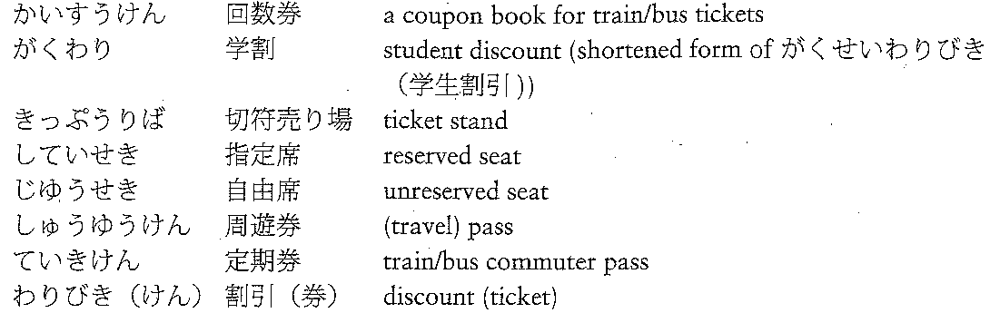 かいすうけん 回数券 a coupon book for train/bus tickets
がくわり 学割 student discount (shortened form of がくせいわりびき
（学生割引))
きっぷうりば 切符売り場 ticket stand
していせき 指定席 reserved seat
じゆうせき 自由席 unreserved seat
しゅうゆうけん 周遊券 (travel) pass
ていきけん 定期券 train/bus commuter pass
わりびき（けん） 割引（券） discount (ticket)